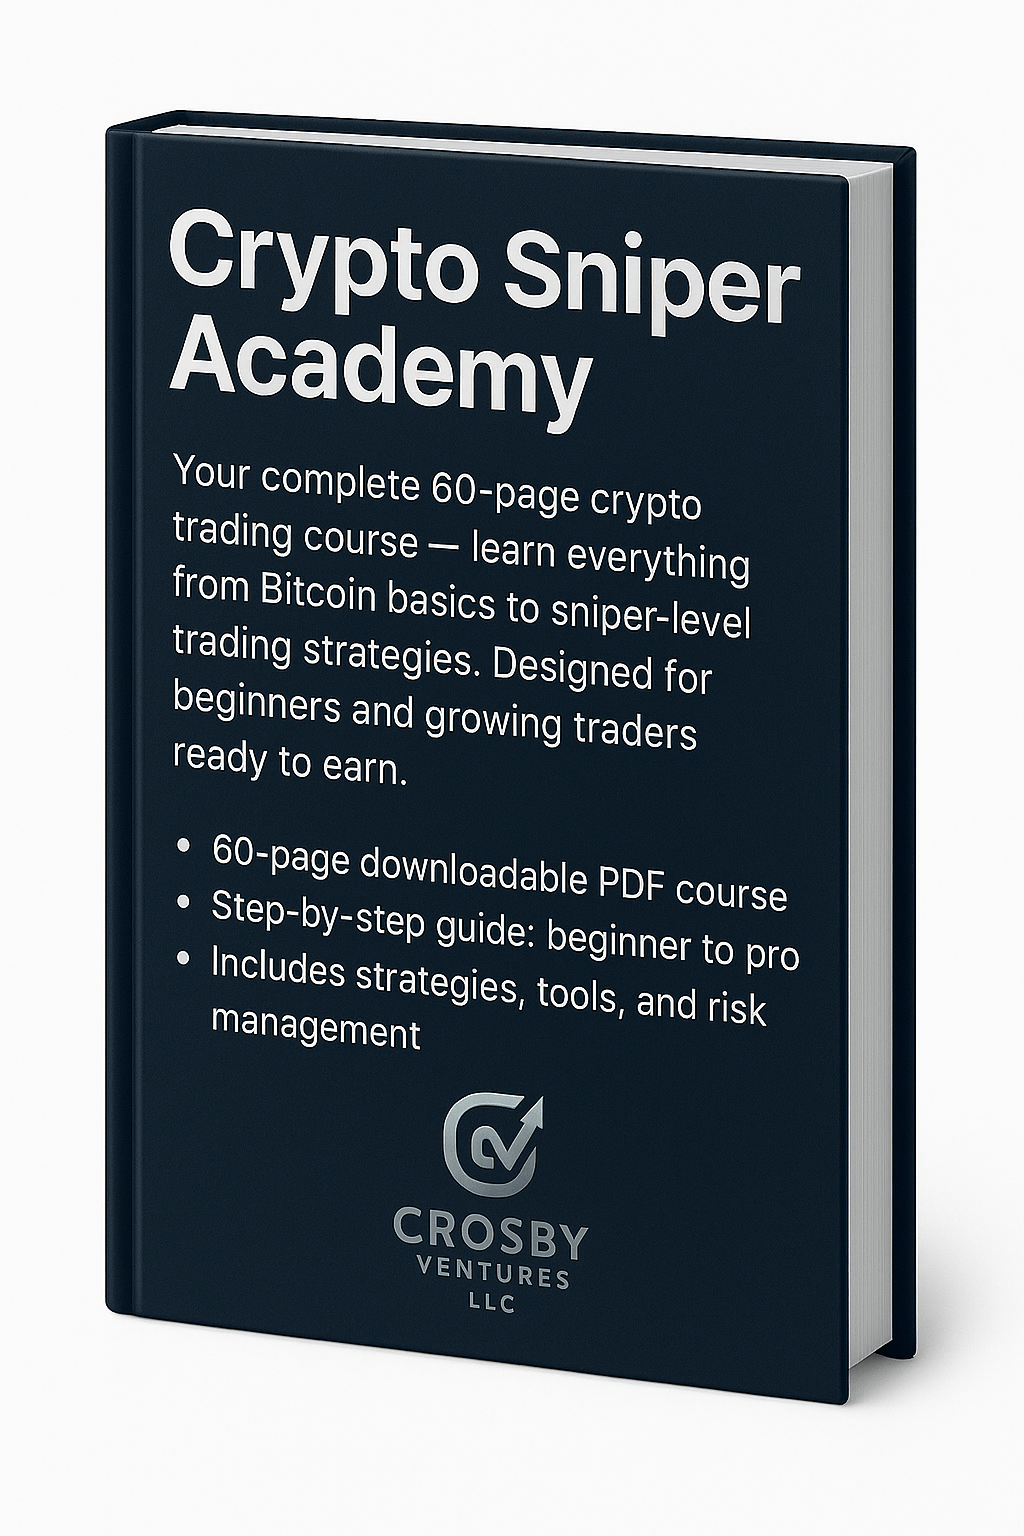 Crypto Sniper
Academy
Your complete 60-page crypto
trading course — learn everything
from Bitcoin basics to sniper-level
trading strategies. Designed for
beginners and growing traders
ready to earn.
• 60-page downloadable PDF course
• Step-by-step guide: beginner to pro
• Includes strategies, tools, and risk
management
CROSBY
VENTURES
LLC